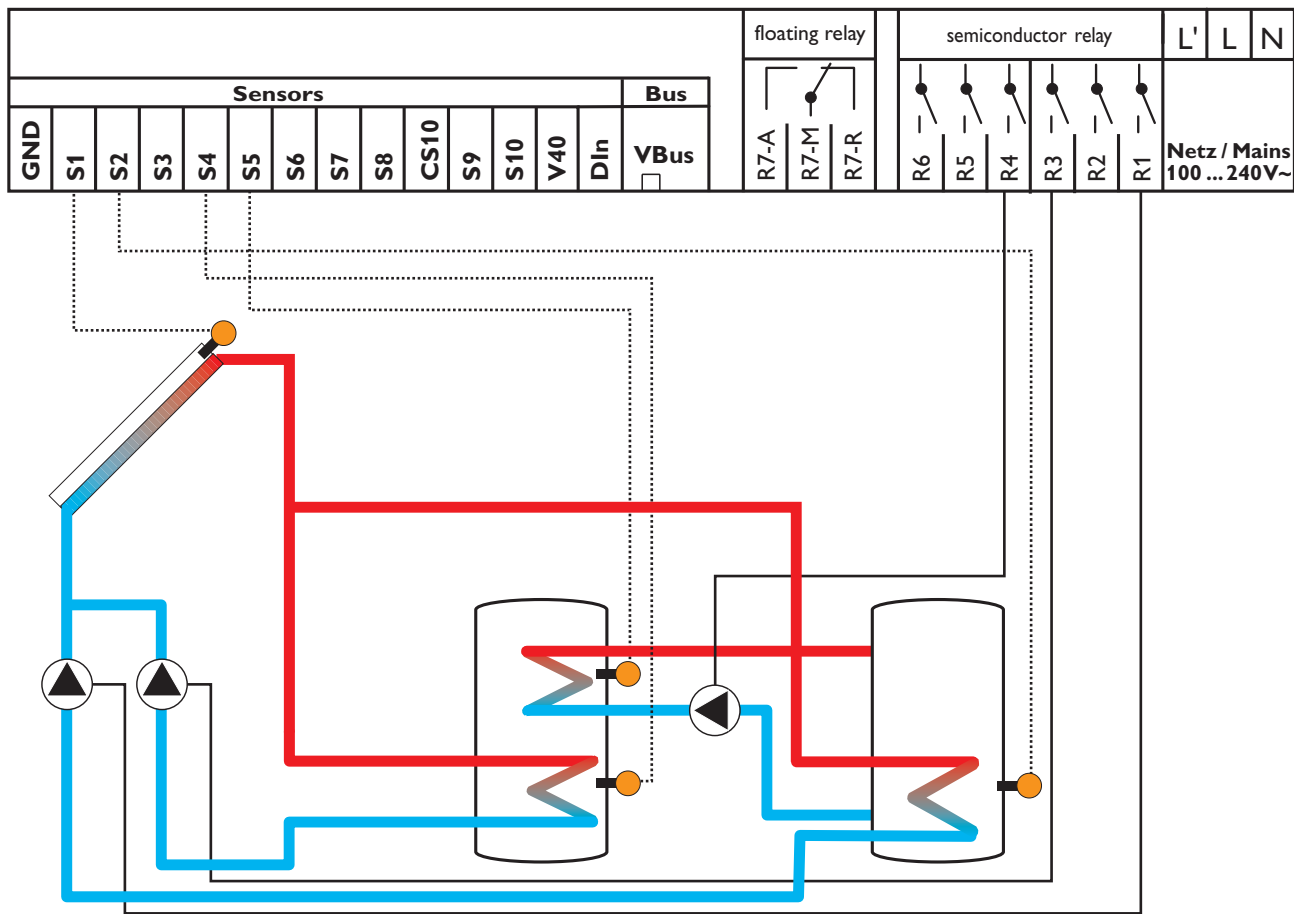 floating relay
semiconductor relay
L' L N
Sensors
Bus
GND
S1
S2
S3
S4
S5
S6
S7
S8
CS10
S9
S10
V40
DIn
VBus
R7-A
R7-M
R7-R
R6
R5
R4
R3
R2
R1
Netz / Mains
100 ... 240V~